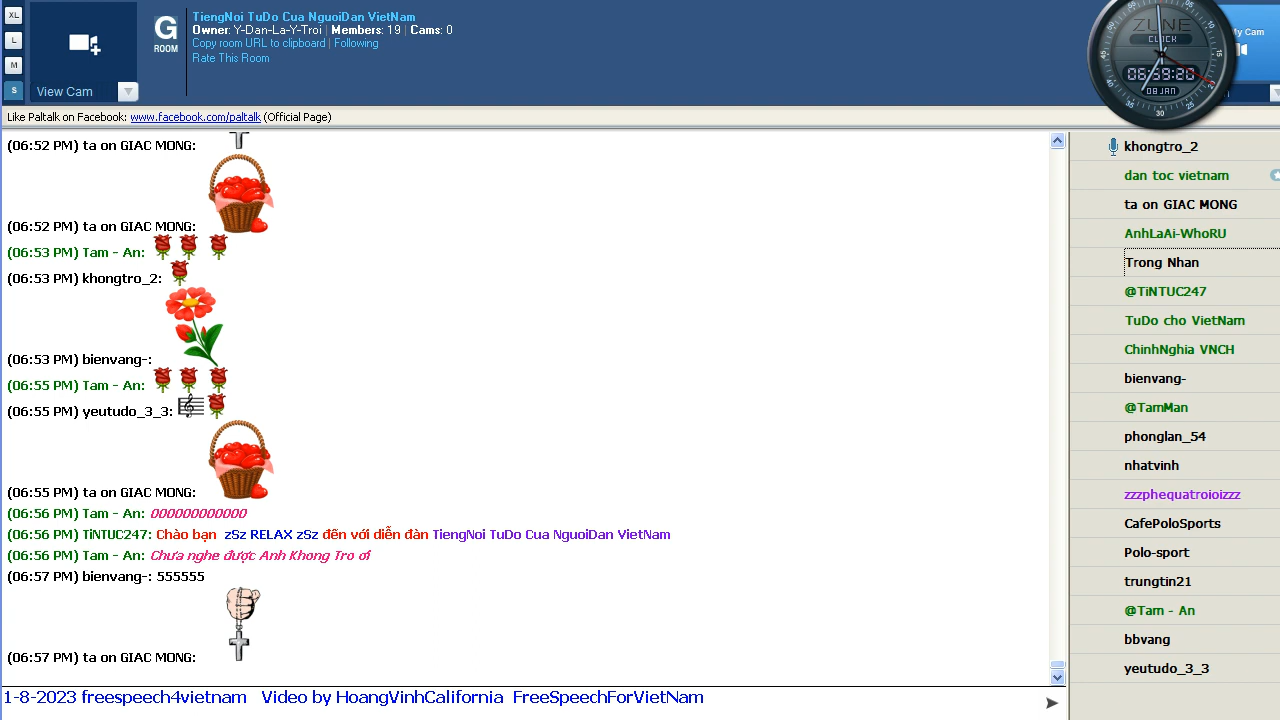 XL
L
M
S
View Cam
G
ROOM
TiengNoi TuDo Cua NguoiDan VietNam
Owner: Y-Dan-La-Y-Troi | Members: 19 | Cams: 0
Copy room URL to clipboard | Following
Rate This Room
ZLINE
CLOCK
06:59:20
08 JAN
My Cam
Like Paltalk on Facebook: www.facebook.com/paltalk (Official Page)
(06:52 PM) ta on GIAC MONG:
(06:52 PM) ta on GIAC MONG:
(06:53 PM) Tam - An:
(06:53 PM) khongtro_2:
(06:53 PM) bienvang-:
(06:55 PM) Tam - An:
(06:55 PM) yeutudo_3_3:
(06:55 PM) ta on GIAC MONG:
(06:56 PM) Tam - An: 000000000000
(06:56 PM) TiNTUC247: Chào bạn zSz RELAX zSz đến với diễn đàn TiengNoi TuDo Cua NguoiDan VietNam
(06:56 PM) Tam - An: Chưa nghe được Anh Khong Tro ơi
(06:57 PM) bienvang-: 555555
(06:57 PM) ta on GIAC MONG:
1-8-2023 freespeech4vietnam Video by HoangVinhCalifornia FreeSpeechForVietNam
khongtro_2
dan toc vietnam
ta on GIAC MONG
AnhLaAi-WhoRU
Trong Nhan
@TiNTUC247
TuDo cho VietNam
ChinhNghia VNCH
bienvang-
@TamMan
phonglan_54
nhatvinh
zzzphequatroioizzz
CafePoloSports
Polo-sport
trungtin21
@Tam - An
bbvang
yeutudo_3_3